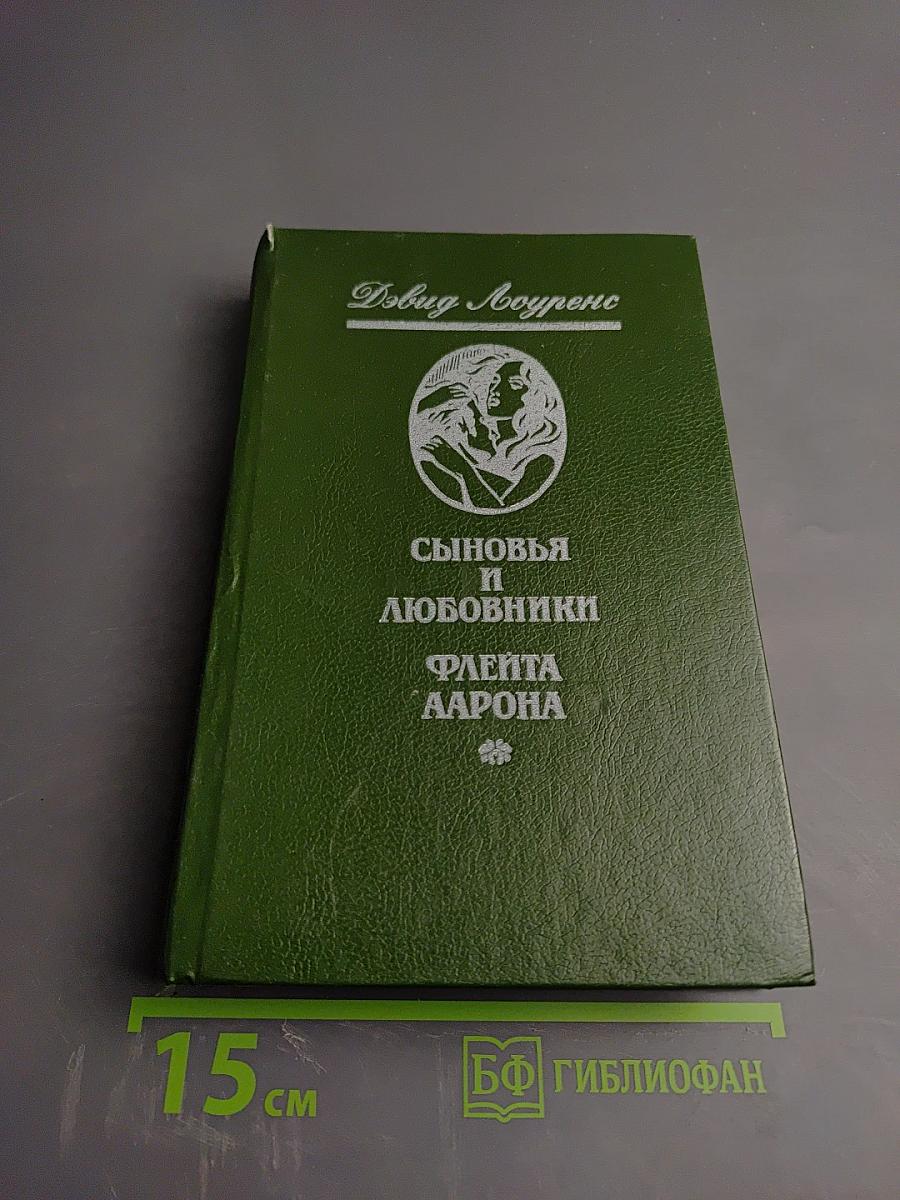 Дэвид Лоуренс
СЫНОВЬЯ
И
ЛЮБОВНИКИ
ФЛЕЙТА
ААРОНА
15 см
БФ ГИБЛИОФАН